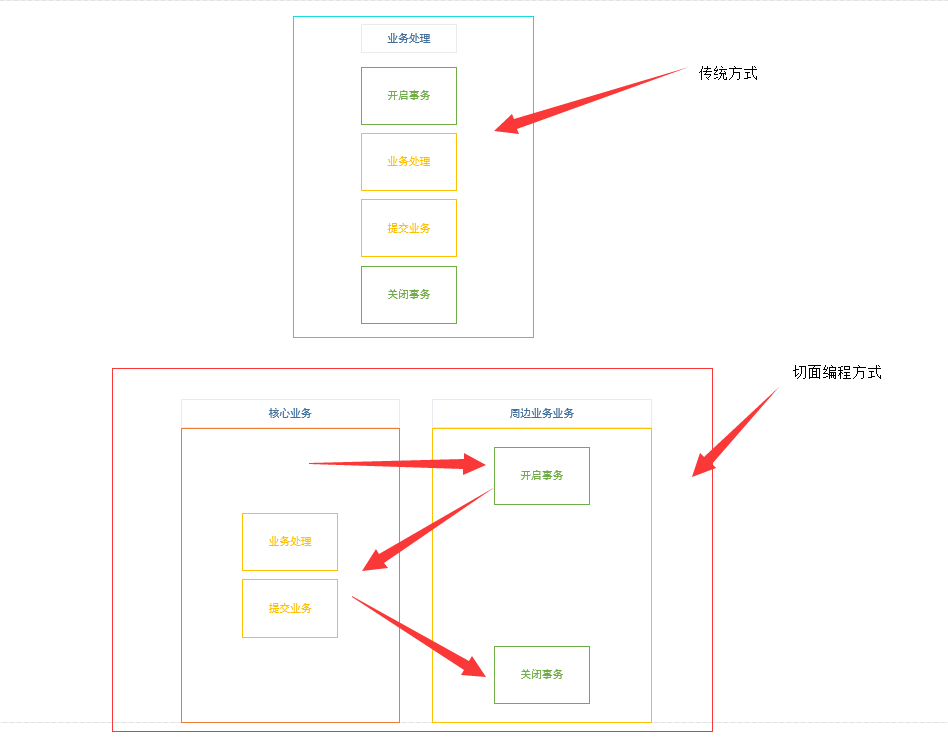 业务处理
传统方式
开启事务
业务处理
提交业务
关闭事务
切面编程方式
核心业务
周边业务业务
开启事务
业务处理
提交业务
关闭事务